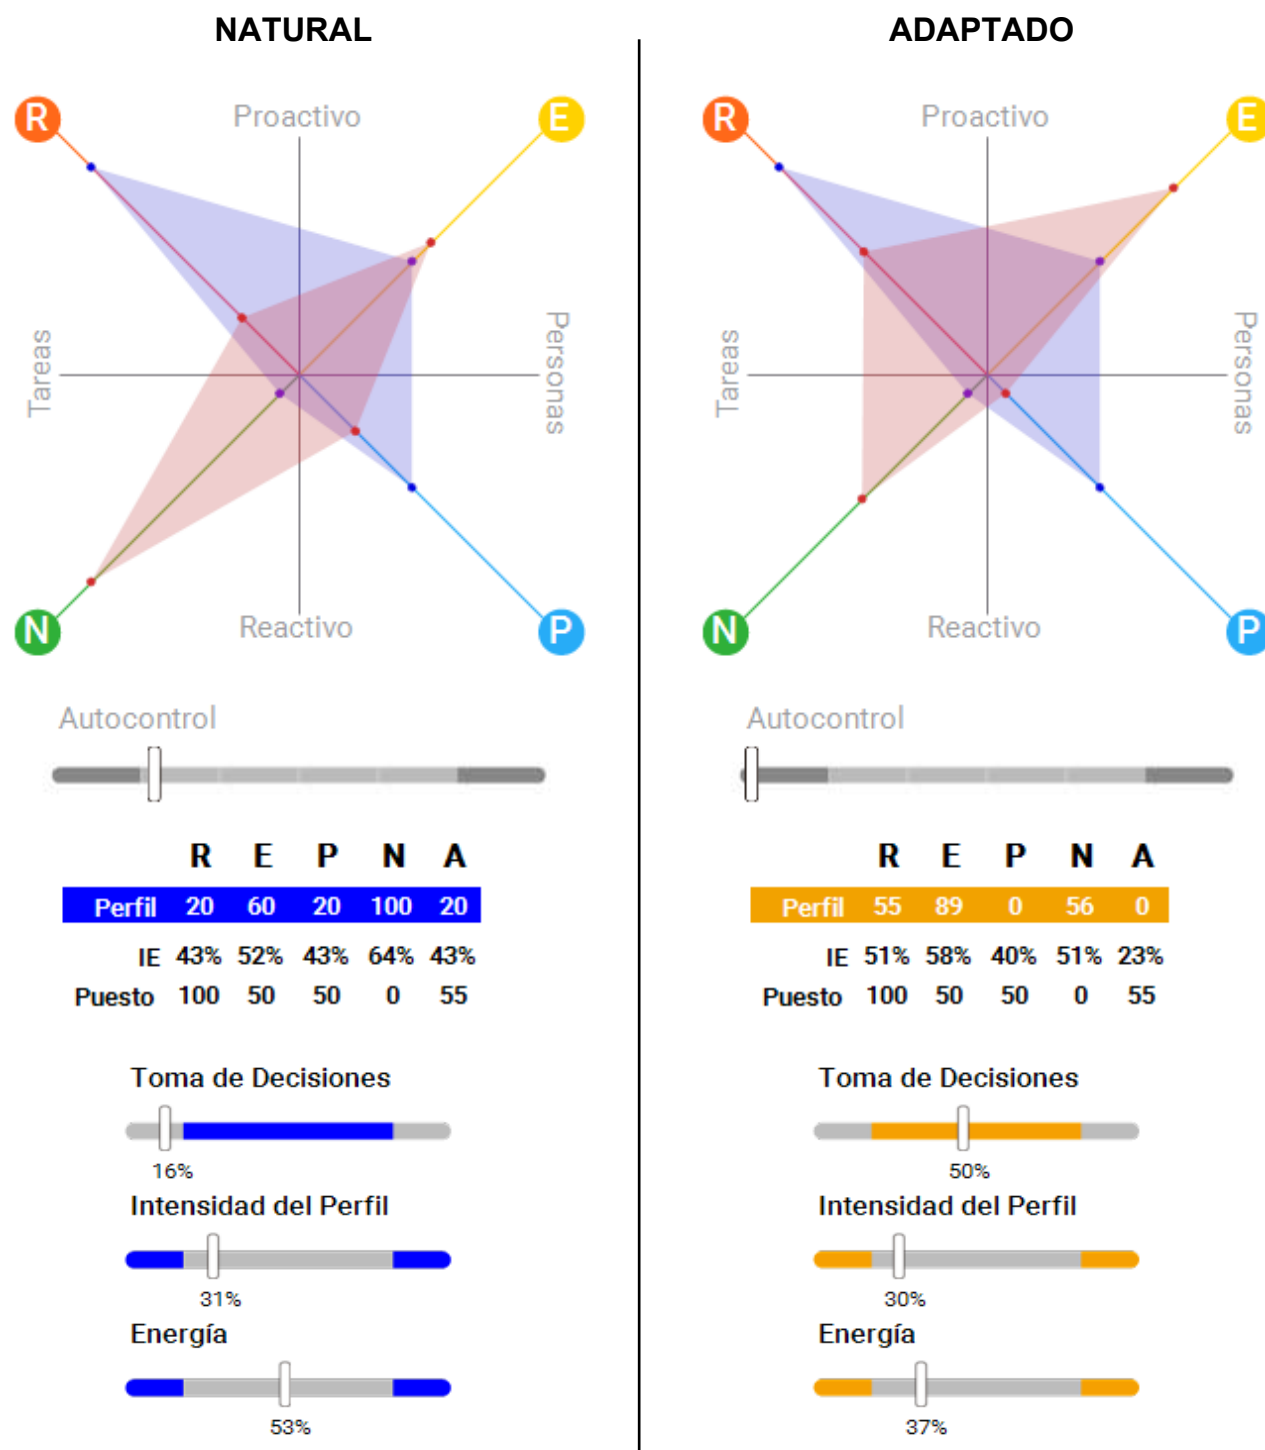 NATURAL
R
Proactivo
E
Tareas
Personas
N
Reactivo
P
Autocontrol
R E P N A
Perfil 20 60 20 100 20
IE 43% 52% 43% 64% 43%
Puesto 100 50 50 0 55
Toma de Decisiones
16%
Intensidad del Perfil
31%
Energía
53%
ADAPTADO
R
Proactivo
E
Tareas
Personas
N
Reactivo
P
Autocontrol
R E P N A
Perfil 55 89 0 56 0
IE 51% 58% 40% 51% 23%
Puesto 100 50 50 0 55
Toma de Decisiones
50%
Intensidad del Perfil
30%
Energía
37%